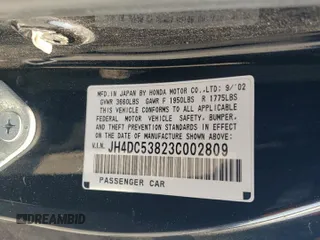 MFD. IN JAPAN BY HONDA MOTOR CO.,LTD; 9/'02
GVWR 3680LBS GAWR F 1950LBS R 1775LBS
THIS VEHICLE CONFORMS TO ALL APPLICABLE
FEDERAL MOTOR VEHICLE SAFETY, BUMPER,
AND THEFT PREVENTION STANDARDS IN EFFECT
ON THE DATE OF MANUFACTURE SHOWN ABOVE.
V.I.N. JH4DC53823C002809
PASSENGER CAR
DREAMBID